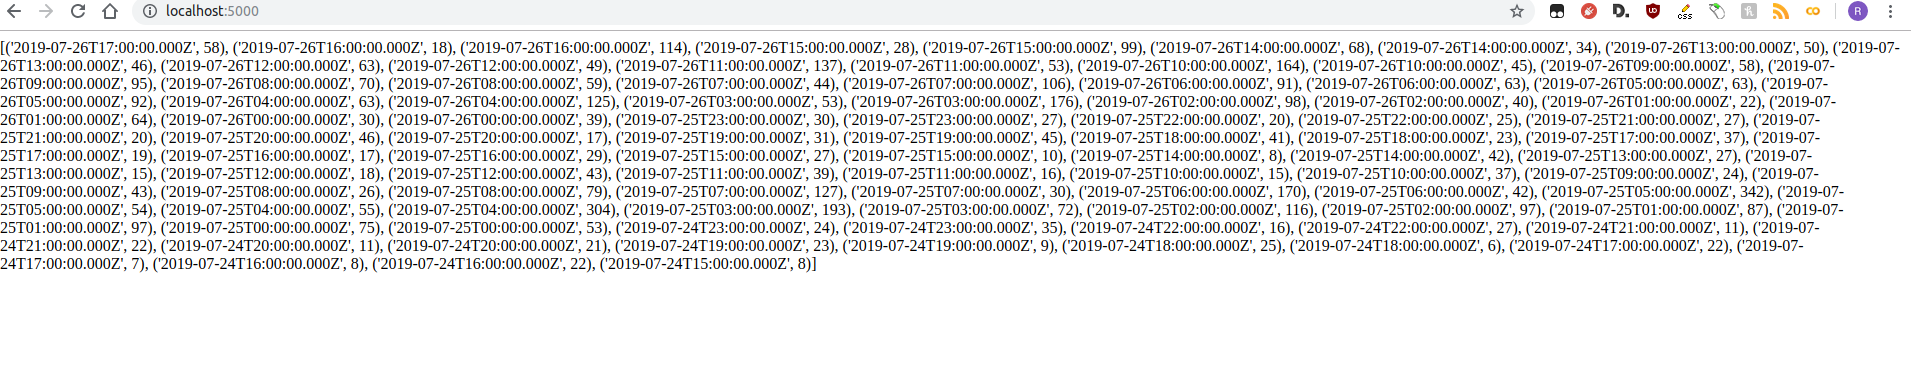 localhost:5000
UD
css
R
[('2019-07-26T17:00:00.000Z', 58), ('2019-07-26T16:00:00.000Z', 18), ('2019-07-26T16:00:00.000Z', 114), ('2019-07-26T15:00:00.000Z', 28), ('2019-07-26T15:00:00.000Z', 99), ('2019-07-26T14:00:00.000Z', 68), ('2019-07-26T14:00:00.000Z', 34), ('2019-07-26T13:00:00.000Z', 50), ('2019-07-
26T13:00:00.000Z', 46), ('2019-07-26T12:00:00.000Z', 63), ('2019-07-26T12:00:00.000Z', 49), ('2019-07-26T11:00:00.000Z', 137), ('2019-07-26T11:00:00.000Z', 53), ('2019-07-26T10:00:00.000Z', 164), ('2019-07-26T10:00:00.000Z', 45), ('2019-07-26T09:00:00.000Z', 58), ('2019-07-
26T09:00:00.000Z', 95), ('2019-07-26T08:00:00.000Z', 70), ('2019-07-26T08:00:00.000Z', 59), ('2019-07-26T07:00:00.000Z', 44), ('2019-07-26T07:00:00.000Z', 106), ('2019-07-26T06:00:00.000Z', 91), ('2019-07-26T06:00:00.000Z', 63), ('2019-07-26T05:00:00.000Z', 63), ('2019-07-
26T05:00:00.000Z', 92), ('2019-07-26T04:00:00.000Z', 63), ('2019-07-26T04:00:00.000Z', 125), ('2019-07-26T03:00:00.000Z', 53), ('2019-07-26T03:00:00.000Z', 176), ('2019-07-26T02:00:00.000Z', 98), ('2019-07-26T02:00:00.000Z', 40), ('2019-07-26T01:00:00.000Z', 22), ('2019-07-
26T01:00:00.000Z', 64), ('2019-07-26T00:00:00.000Z', 30), ('2019-07-26T00:00:00.000Z', 39), ('2019-07-25T23:00:00.000Z', 30), ('2019-07-25T23:00:00.000Z', 27), ('2019-07-25T22:00:00.000Z', 20), ('2019-07-25T22:00:00.000Z', 25), ('2019-07-25T21:00:00.000Z', 27), ('2019-07-
25T21:00:00.000Z', 20), ('2019-07-25T20:00:00.000Z', 46), ('2019-07-25T20:00:00.000Z', 17), ('2019-07-25T19:00:00.000Z', 31), ('2019-07-25T19:00:00.000Z', 45), ('2019-07-25T18:00:00.000Z', 41), ('2019-07-25T18:00:00.000Z', 23), ('2019-07-25T17:00:00.000Z', 37), ('2019-07-
25T17:00:00.000Z', 19), ('2019-07-25T16:00:00.000Z', 17), ('2019-07-25T16:00:00.000Z', 29), ('2019-07-25T15:00:00.000Z', 27), ('2019-07-25T15:00:00.000Z', 10), ('2019-07-25T14:00:00.000Z', 8), ('2019-07-25T14:00:00.000Z', 42), ('2019-07-25T13:00:00.000Z', 27), ('2019-07-
25T13:00:00.000Z', 15), ('2019-07-25T12:00:00.000Z', 18), ('2019-07-25T12:00:00.000Z', 43), ('2019-07-25T11:00:00.000Z', 39), ('2019-07-25T11:00:00.000Z', 16), ('2019-07-25T10:00:00.000Z', 15), ('2019-07-25T10:00:00.000Z', 37), ('2019-07-25T09:00:00.000Z', 24), ('2019-07-
25T09:00:00.000Z', 43), ('2019-07-25T08:00:00.000Z', 26), ('2019-07-25T08:00:00.000Z', 79), ('2019-07-25T07:00:00.000Z', 127), ('2019-07-25T07:00:00.000Z', 30), ('2019-07-25T06:00:00.000Z', 170), ('2019-07-25T06:00:00.000Z', 42), ('2019-07-25T05:00:00.000Z', 342), ('2019-07-
25T05:00:00.000Z', 54), ('2019-07-25T04:00:00.000Z', 55), ('2019-07-25T04:00:00.000Z', 304), ('2019-07-25T03:00:00.000Z', 193), ('2019-07-25T03:00:00.000Z', 72), ('2019-07-25T02:00:00.000Z', 116), ('2019-07-25T02:00:00.000Z', 97), ('2019-07-25T01:00:00.000Z', 87), ('2019-07-
25T01:00:00.000Z', 97), ('2019-07-25T00:00:00.000Z', 75), ('2019-07-25T00:00:00.000Z', 53), ('2019-07-24T23:00:00.000Z', 24), ('2019-07-24T23:00:00.000Z', 35), ('2019-07-24T22:00:00.000Z', 16), ('2019-07-24T22:00:00.000Z', 27), ('2019-07-24T21:00:00.000Z', 11), ('2019-07-
24T21:00:00.000Z', 22), ('2019-07-24T20:00:00.000Z', 11), ('2019-07-24T20:00:00.000Z', 21), ('2019-07-24T19:00:00.000Z', 23), ('2019-07-24T19:00:00.000Z', 9), ('2019-07-24T18:00:00.000Z', 25), ('2019-07-24T18:00:00.000Z', 6), ('2019-07-24T17:00:00.000Z', 22), ('2019-07-
24T17:00:00.000Z', 7), ('2019-07-24T16:00:00.000Z', 8), ('2019-07-24T16:00:00.000Z', 22), ('2019-07-24T15:00:00.000Z', 8)]